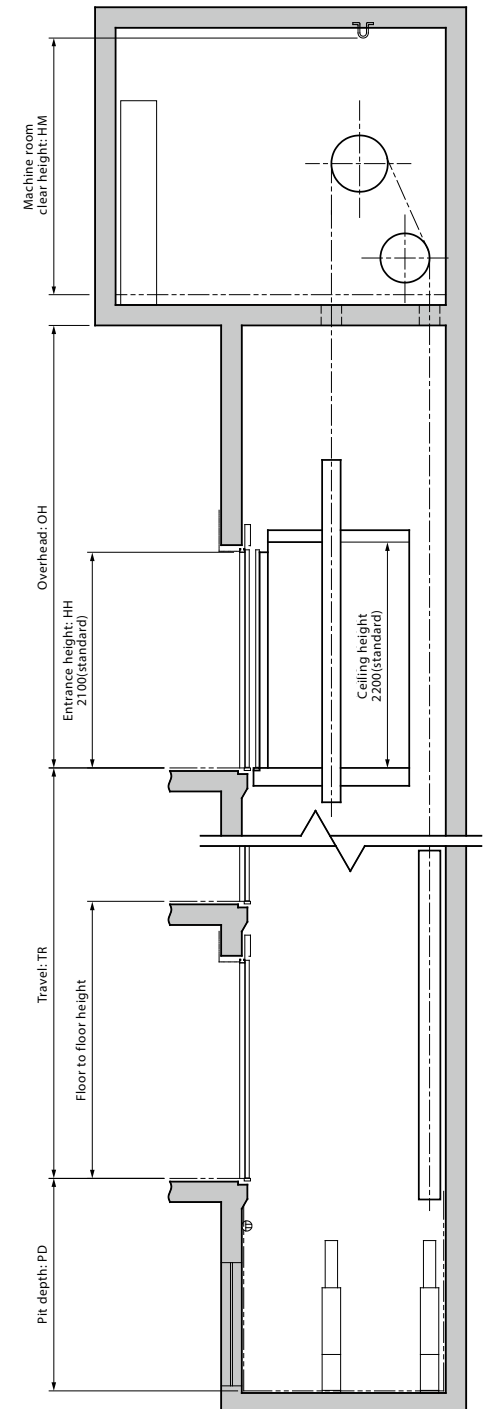 Machine room
clear height: HM
Overhead: OH
Entrance height: HH
2100(standard)
Ceiling height
2200(standard)
Travel: TR
Floor to floor height
Pit depth: PD